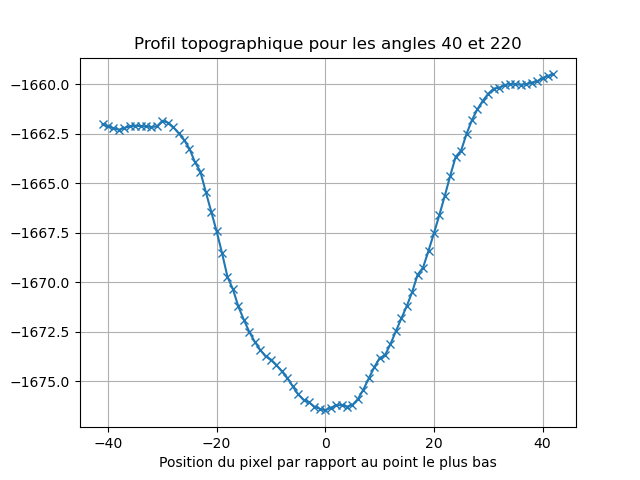 Profil topographique pour les angles 40 et 220
−1660.0
−1662.5
−1665.0
−1667.5
−1670.0
−1672.5
−1675.0
−40 −20 0 20 40
Position du pixel par rapport au point le plus bas